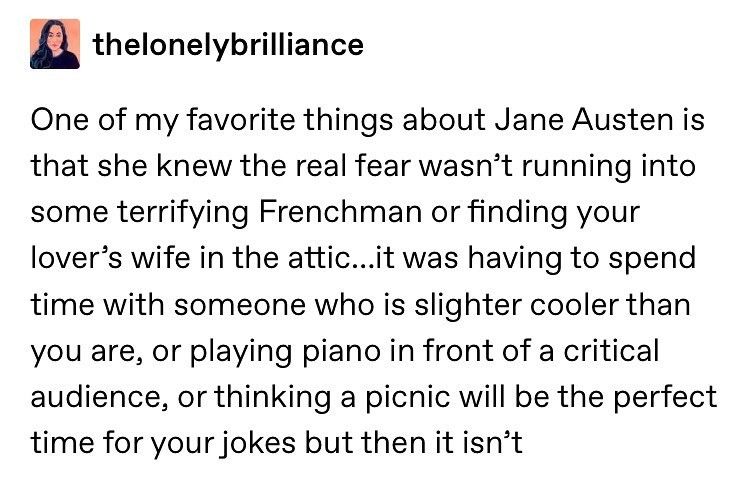 thelonelybrilliance
One of my favorite things about Jane Austen is
that she knew the real fear wasn’t running into
some terrifying Frenchman or finding your
lover’s wife in the attic...it was having to spend
time with someone who is slighter cooler than
you are, or playing piano in front of a critical
audience, or thinking a picnic will be the perfect
time for your jokes but then it isn’t